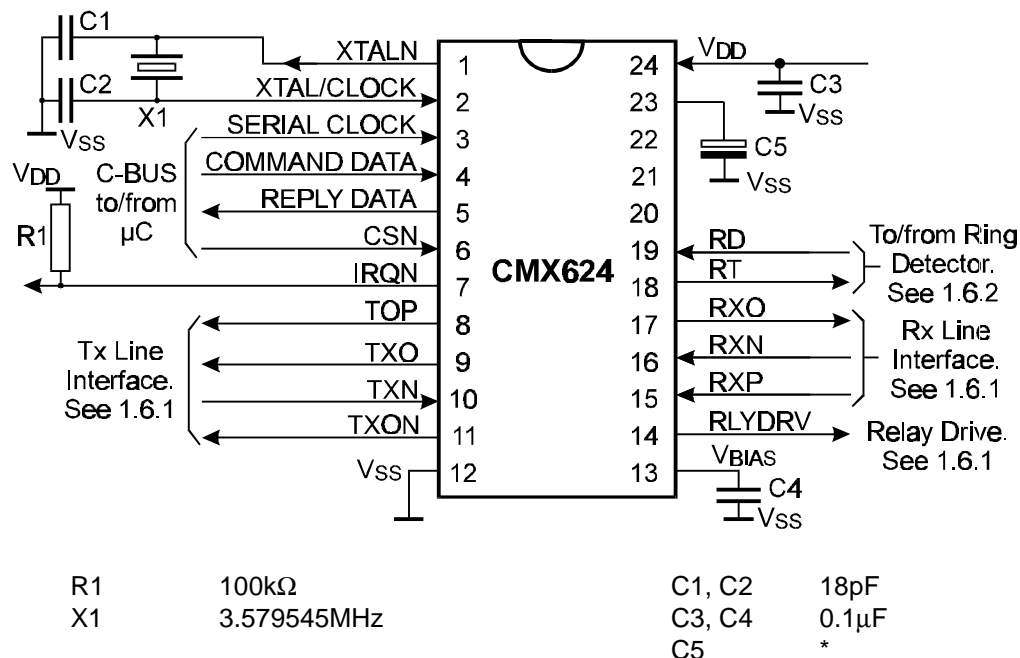 C1
XTALN
1
24
VDD
C2
XTAL/CLOCK
2
23
C3
VSS
X1
VSS
SERIAL CLOCK
3
22
C5
VSS
VDD
C-BUS
to/from
µC
COMMAND DATA
4
21
REPLY DATA
5
20
R1
CSN
6
19
RD
To/from Ring
Detector.
See 1.6.2
IRQN
7
CMX624
18
RT
TOP
8
17
RXO
Tx Line
Interface.
See 1.6.1
TXO
9
16
RXN
Rx Line
Interface.
See 1.6.1
TXN
10
15
RXP
TXON
11
14
RLYDRV
Relay Drive.
See 1.6.1
VSS
12
13
VBIAS
C4
VSS
R1 100kΩ C1, C2 18pF
X1 3.579545MHz C3, C4 0.1µF
C5 *